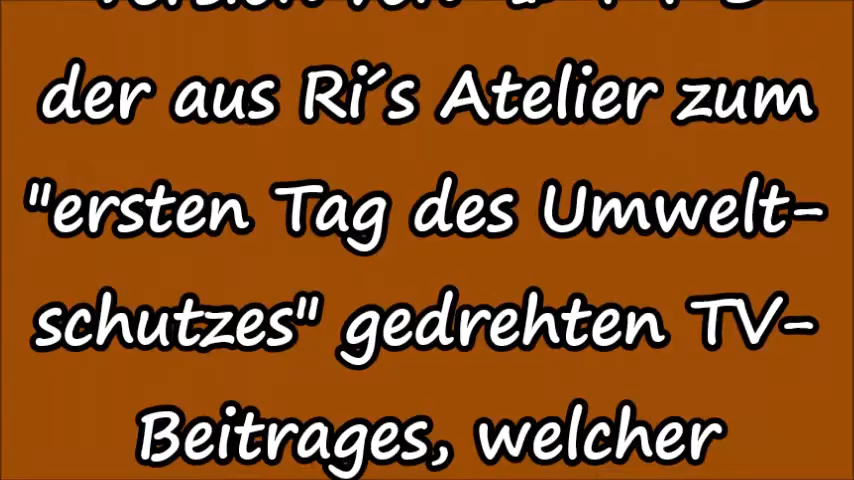 der aus Ri´s Atelier zum
"ersten Tag des Umwelt-
schutzes" gedrehten TV-
Beitrages, welcher